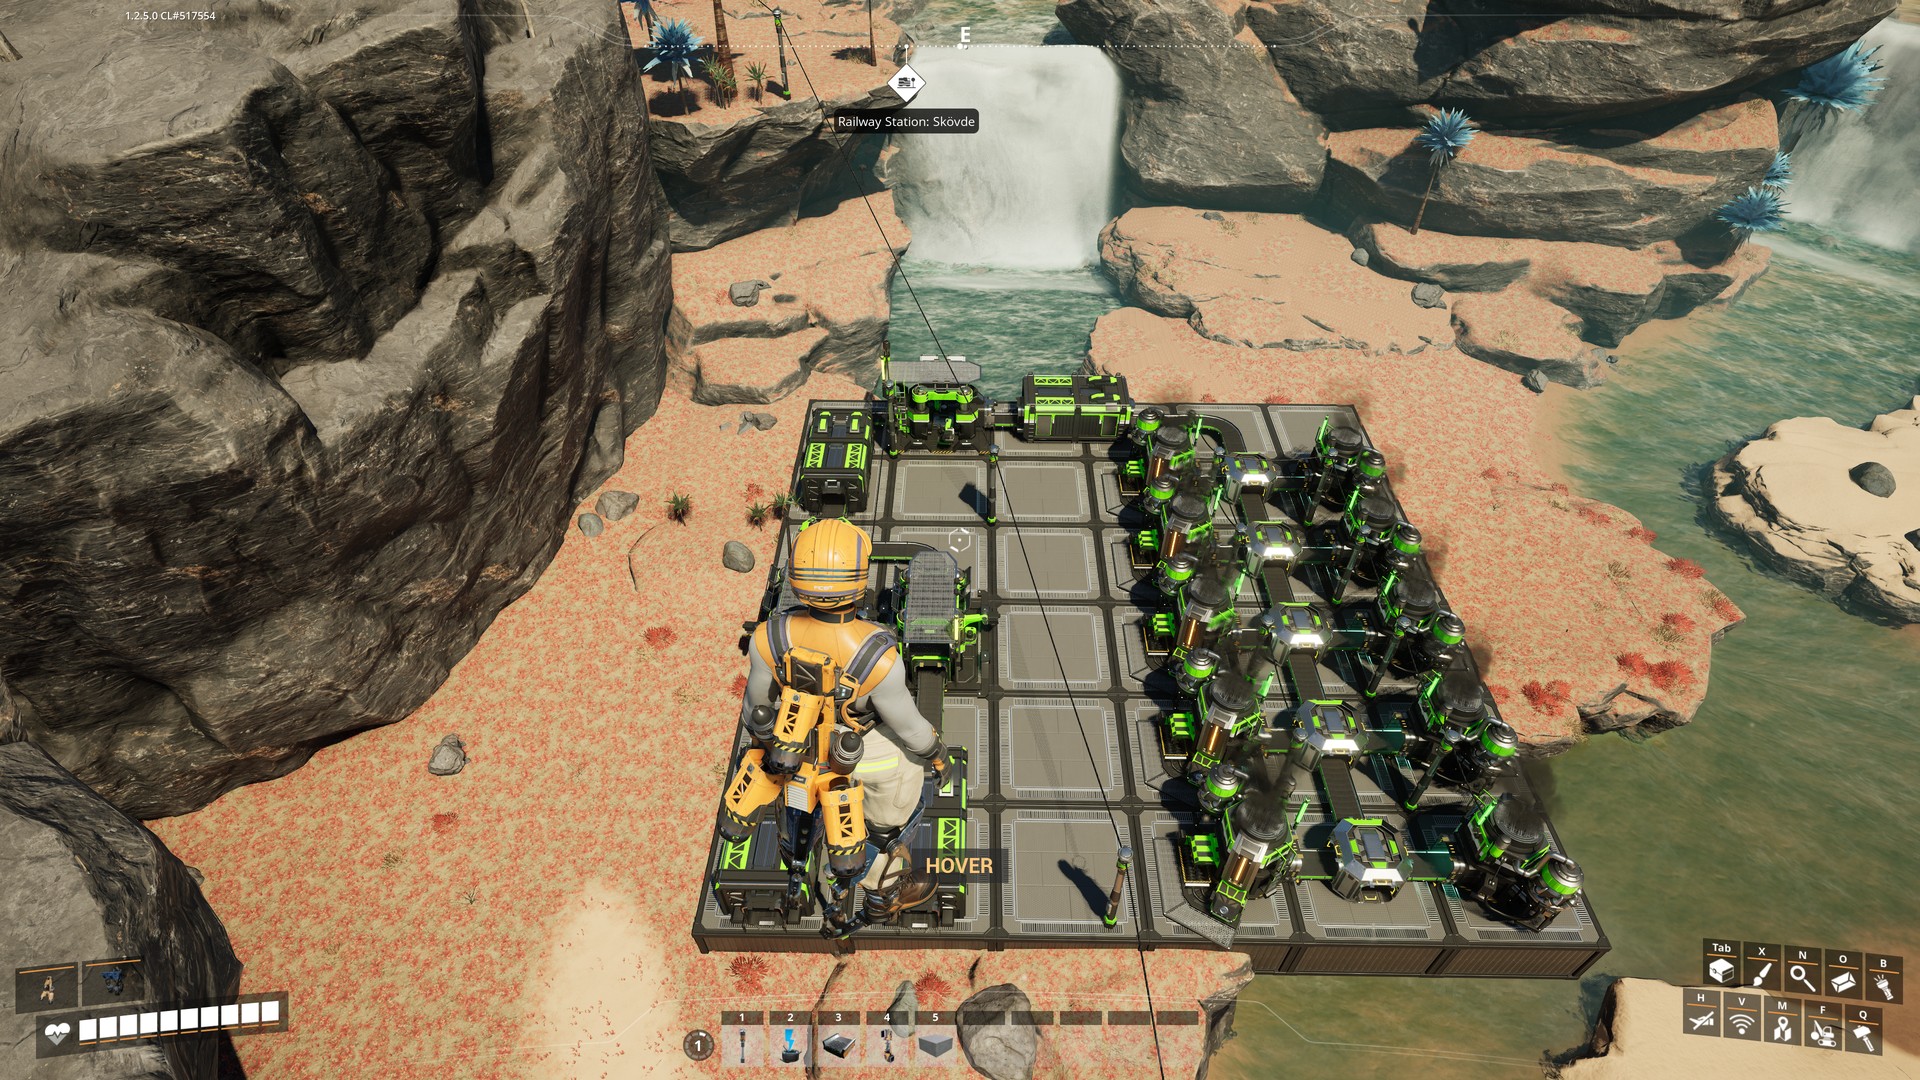 1.2.5.0 CL#517554
E
Railway Station: Skövde
HOVER
Tab X N O B
H V M F Q
1 2 3 4 5
1